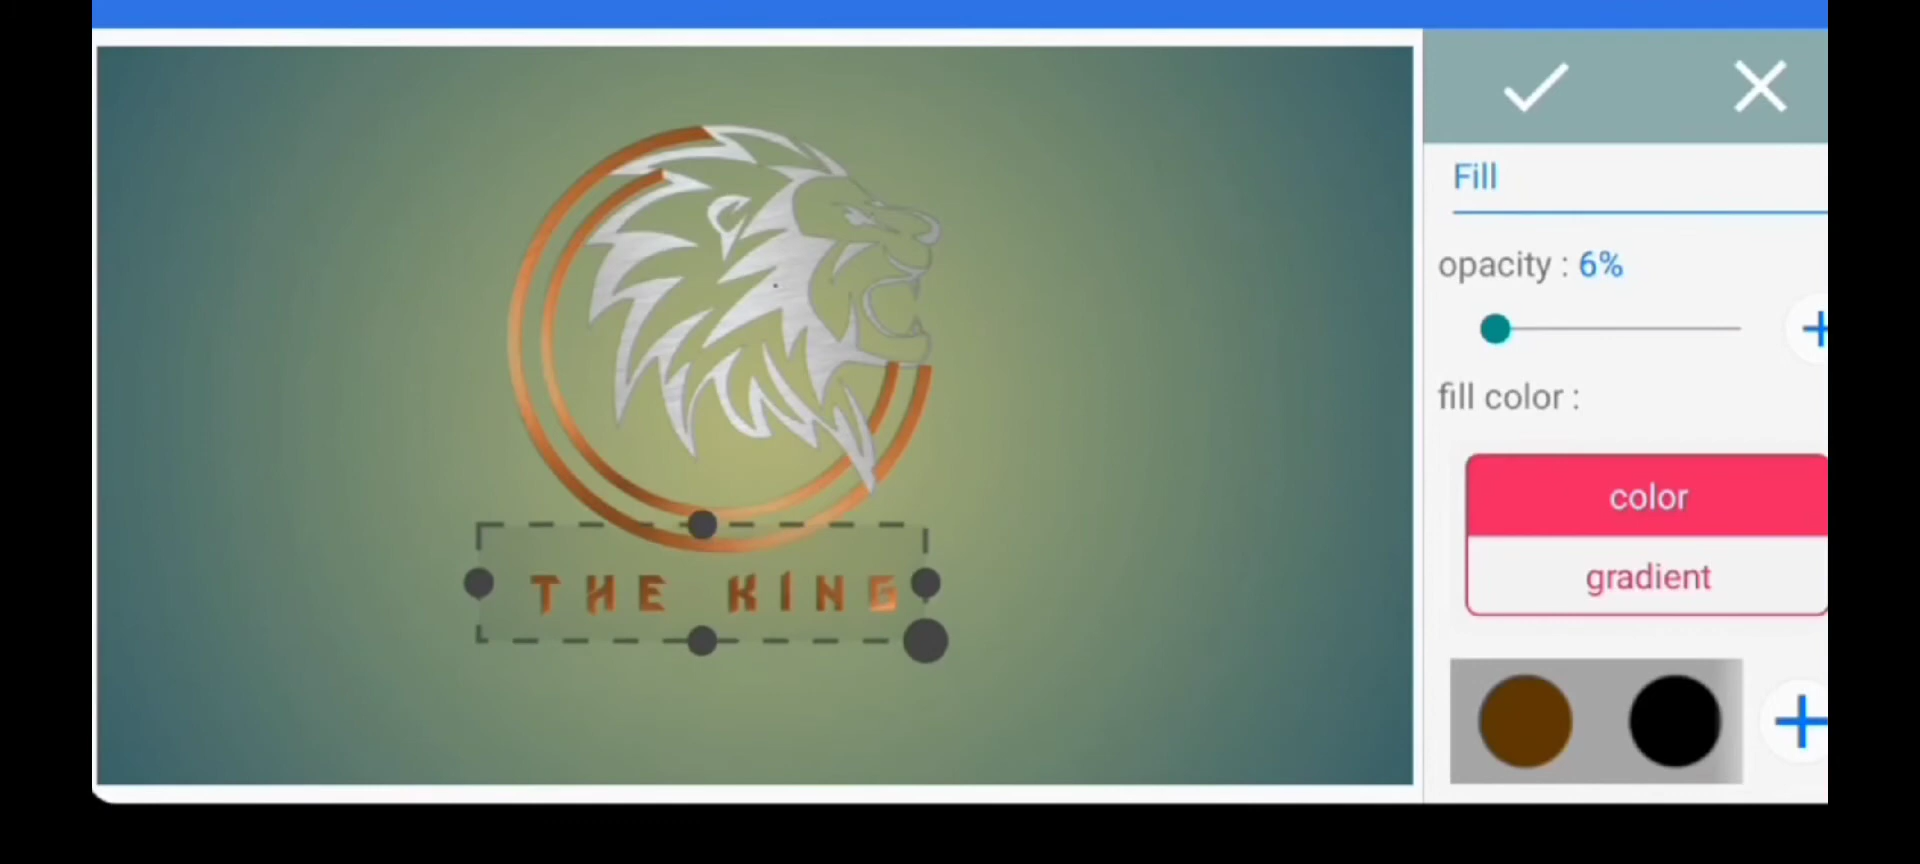 THE KING
Fill
opacity : 6%
fill color :
color
gradient